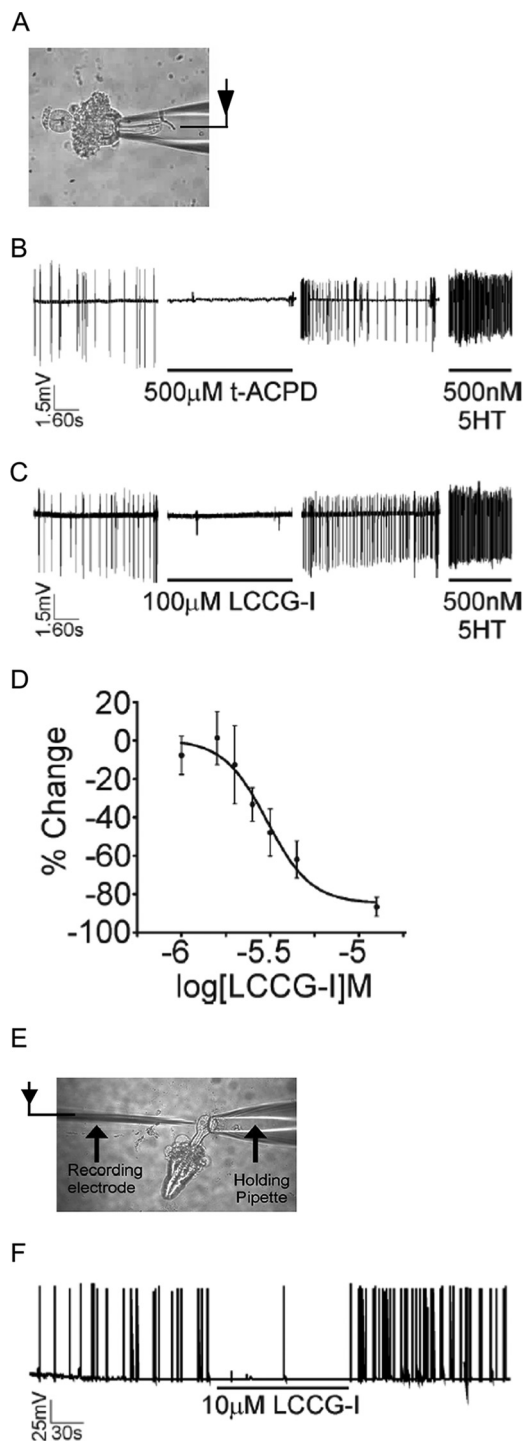 A
B
1.5mV
60s
500μM t-ACPD
500nM
5HT
C
1.5mV
60s
100μM LCCG-I
500nM
5HT
D
20
0
-20
-40
-60
-80
-100
% Change
-6
-5.5
-5
log[LCCG-I]M
E
Recording
electrode
Holding
Pipette
F
25mV
30s
10μM LCCG-I